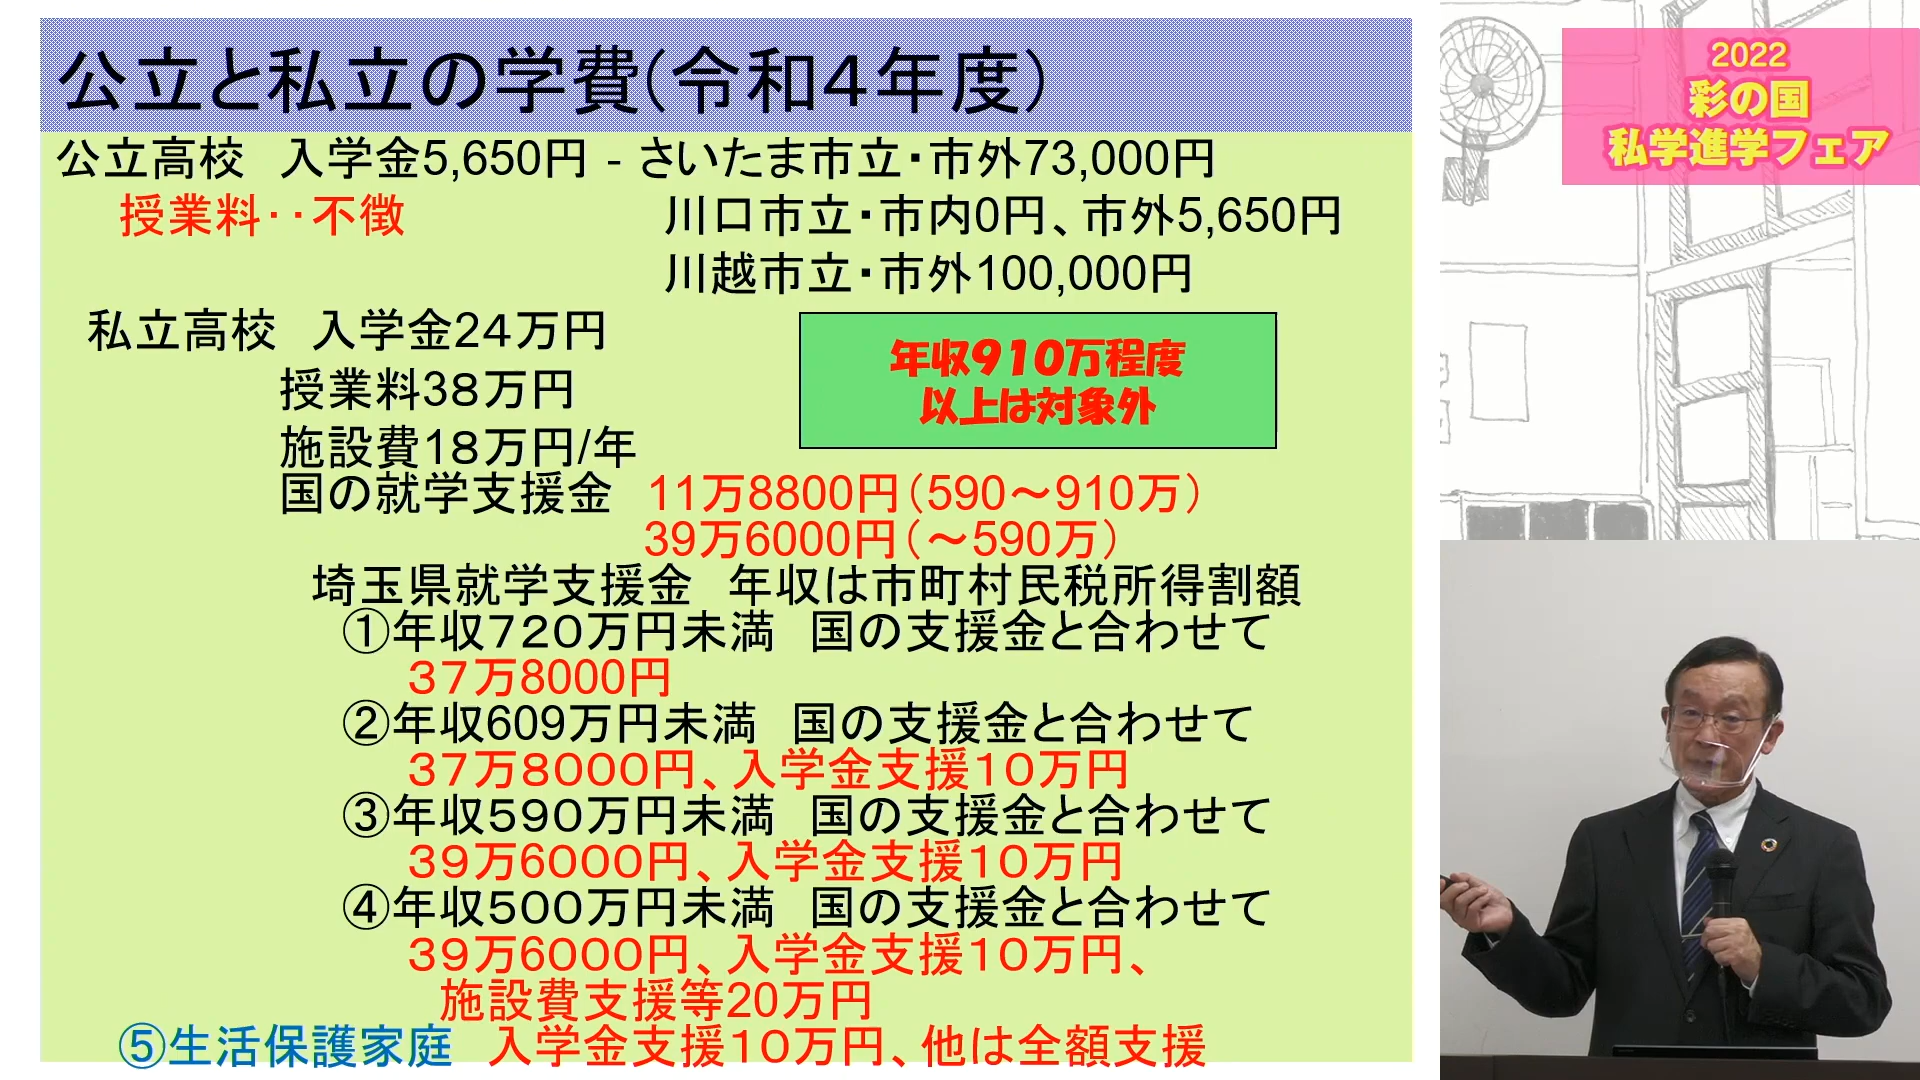 公立と私立の学費(令和4年度)
公立高校　入学金5,650円 - さいたま市立・市外73,000円
授業料‥不徴　川口市立・市内0円、市外5,650円
川越市立・市外100,000円
私立高校　入学金24万円
授業料38万円
施設費18万円/年
年収910万程度
以上は対象外
国の就学支援金　11万8800円（590～910万）
39万6000円（～590万）
埼玉県就学支援金　年収は市町村民税所得割額
①年収720万円未満　国の支援金と合わせて
37万8000円
②年収609万円未満　国の支援金と合わせて
37万8000円、入学金支援10万円
③年収590万円未満　国の支援金と合わせて
39万6000円、入学金支援10万円
④年収500万円未満　国の支援金と合わせて
39万6000円、入学金支援10万円、
施設費支援等20万円
⑤生活保護家庭　入学金支援10万円、他は全額支援
2022
彩の国
私学進学フェア